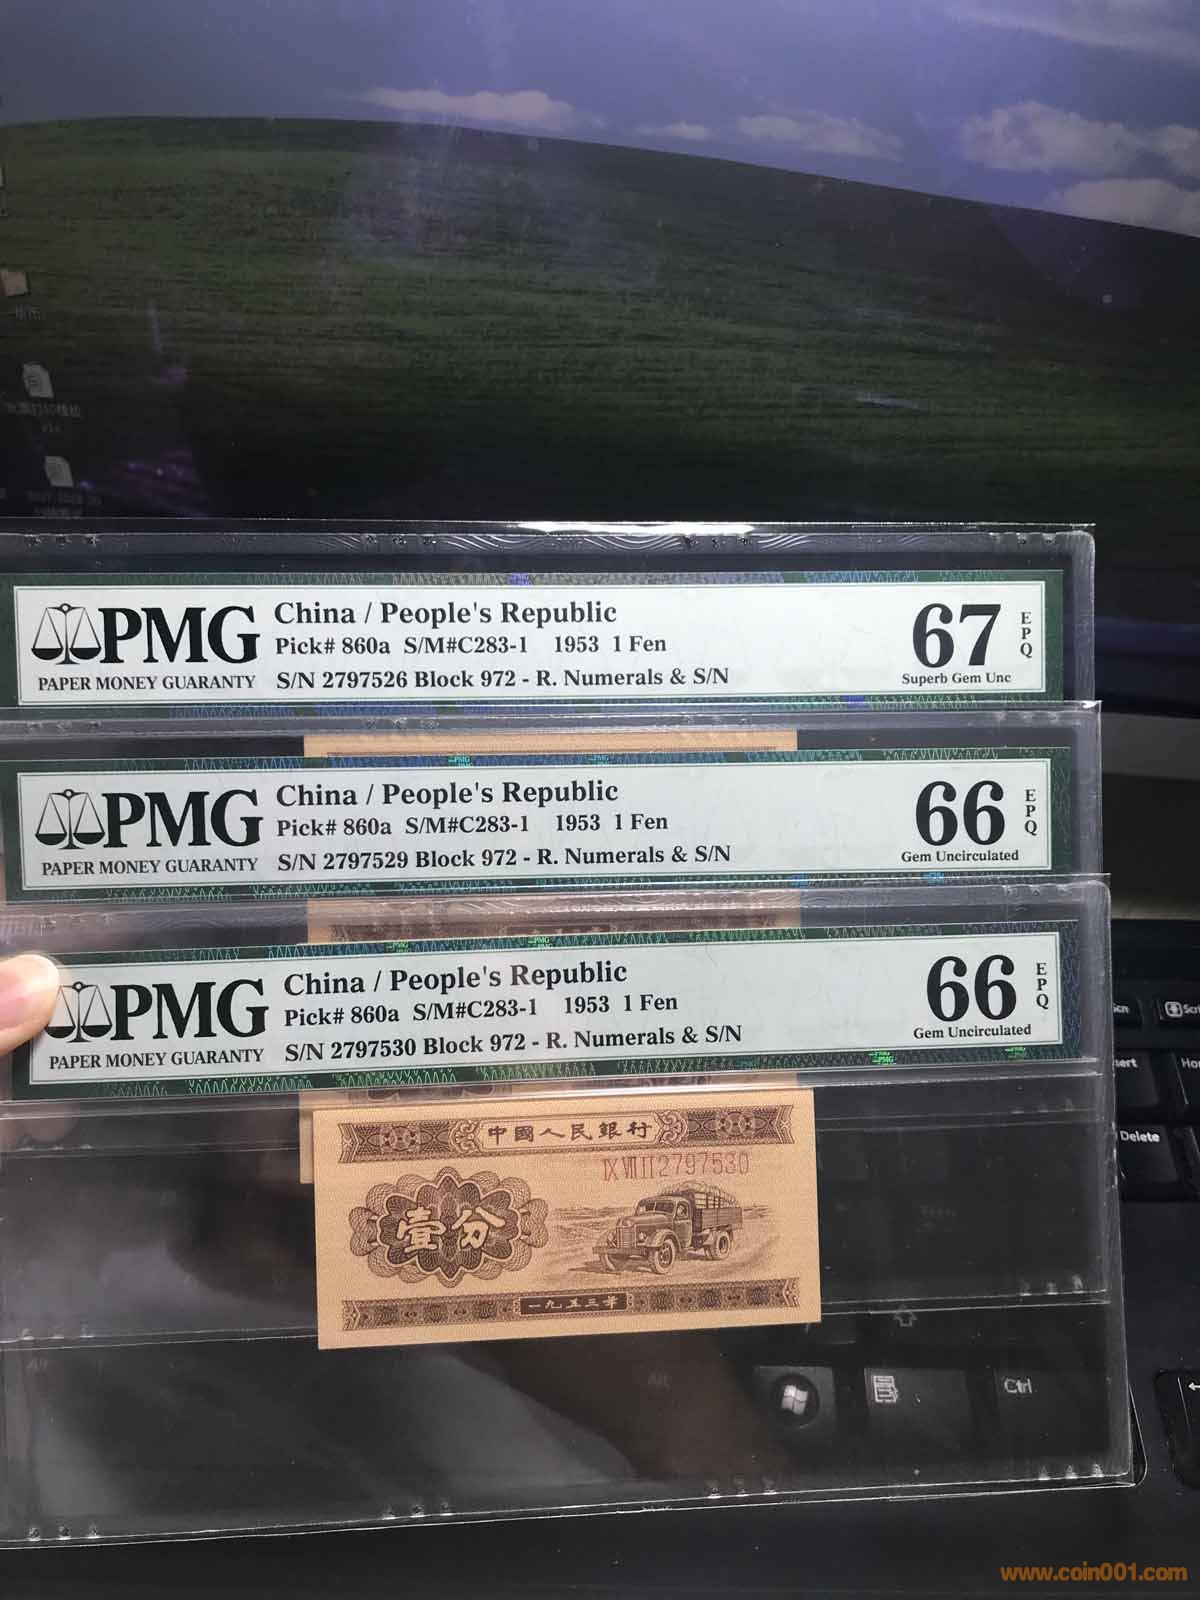 PMG
PAPER MONEY GUARANTY
China / People's Republic
Pick# 860a S/M#C283-1 1953 1 Fen
S/N 2797526 Block 972 - R. Numerals & S/N
67
EPQ
Superb Gem Unc
PMG
PAPER MONEY GUARANTY
China / People's Republic
Pick# 860a S/M#C283-1 1953 1 Fen
S/N 2797529 Block 972 - R. Numerals & S/N
66
EPQ
Gem Uncirculated
PMG
PAPER MONEY GUARANTY
China / People's Republic
Pick# 860a S/M#C283-1 1953 1 Fen
S/N 2797530 Block 972 - R. Numerals & S/N
66
EPQ
Gem Uncirculated
中國人民銀行
IX VII II 2797530
壹分
一九五三年
Delete
Alt
Ctrl
www.coin001.com